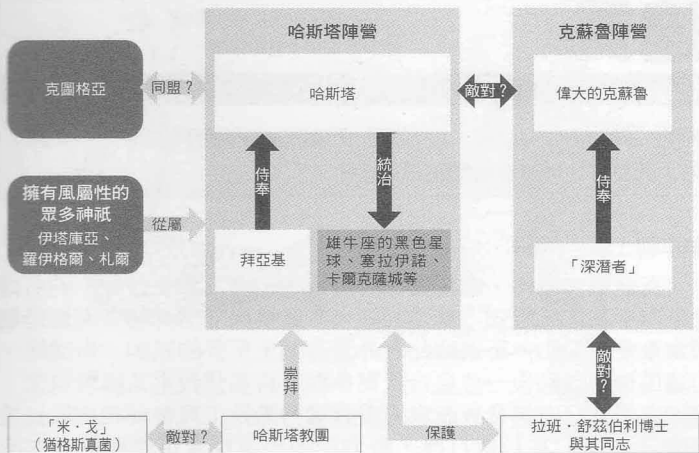 哈斯塔陣營
克蘇魯陣營
克圖格亞
同盟？
哈斯塔
敵對？
偉大的克蘇魯
侍奉
統治
侍奉
擁有風屬性的
眾多神祇
伊塔庫亞、
羅伊格爾、札爾
從屬
拜亞基
雄牛座的黑色星
球、塞拉伊諾、
卡爾克薩城等
「深潛者」
崇拜
敵對？
「米·戈」
（猶格斯真菌）
敵對？
哈斯塔教團
保護
拉班·舒茲伯利博士
與其同志